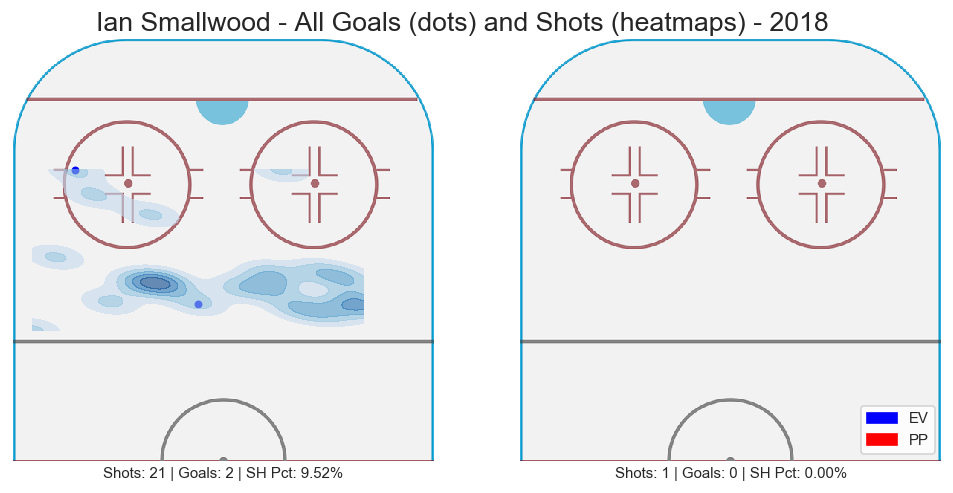 Ian Smallwood - All Goals (dots) and Shots (heatmaps) - 2018
EV
PP
Shots: 21 | Goals: 2 | SH Pct: 9.52%
Shots: 1 | Goals: 0 | SH Pct: 0.00%